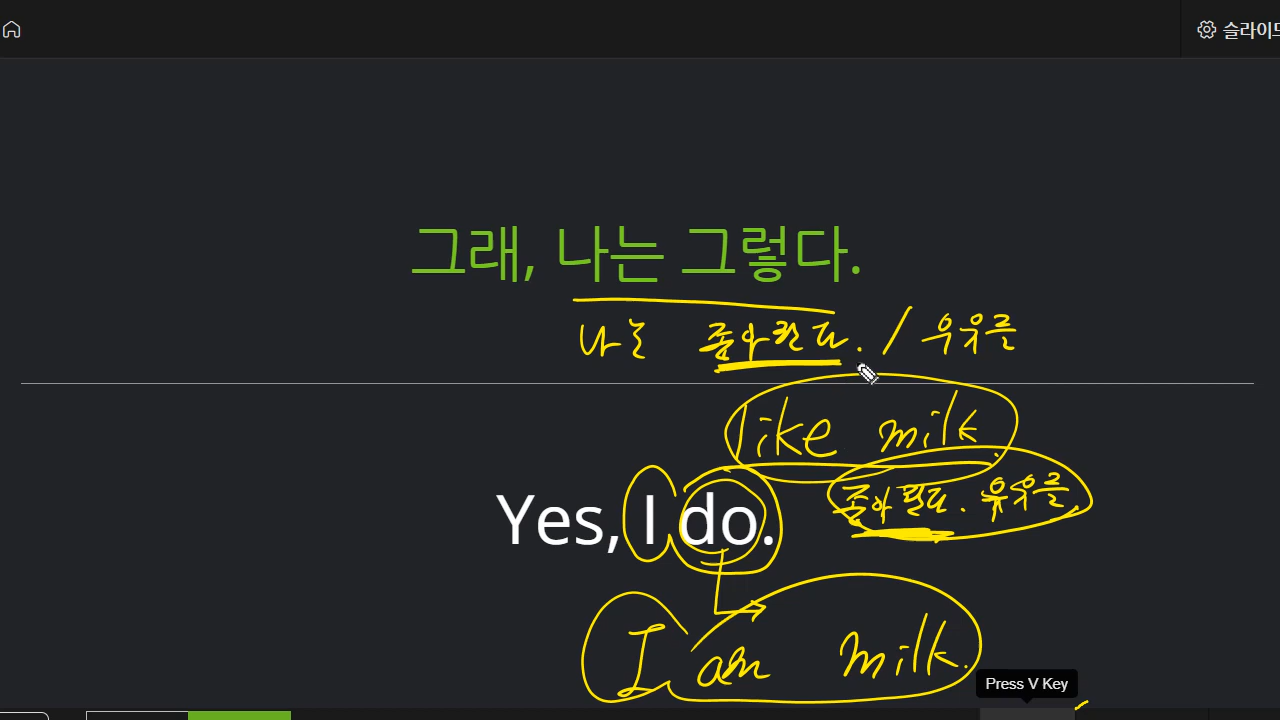 슬라이드
그래, 나는 그렇다.
나는 좋아한다. / 우유를
like milk.
Yes, I do.
좋아한다. 우유를
I am milk.
Press V Key